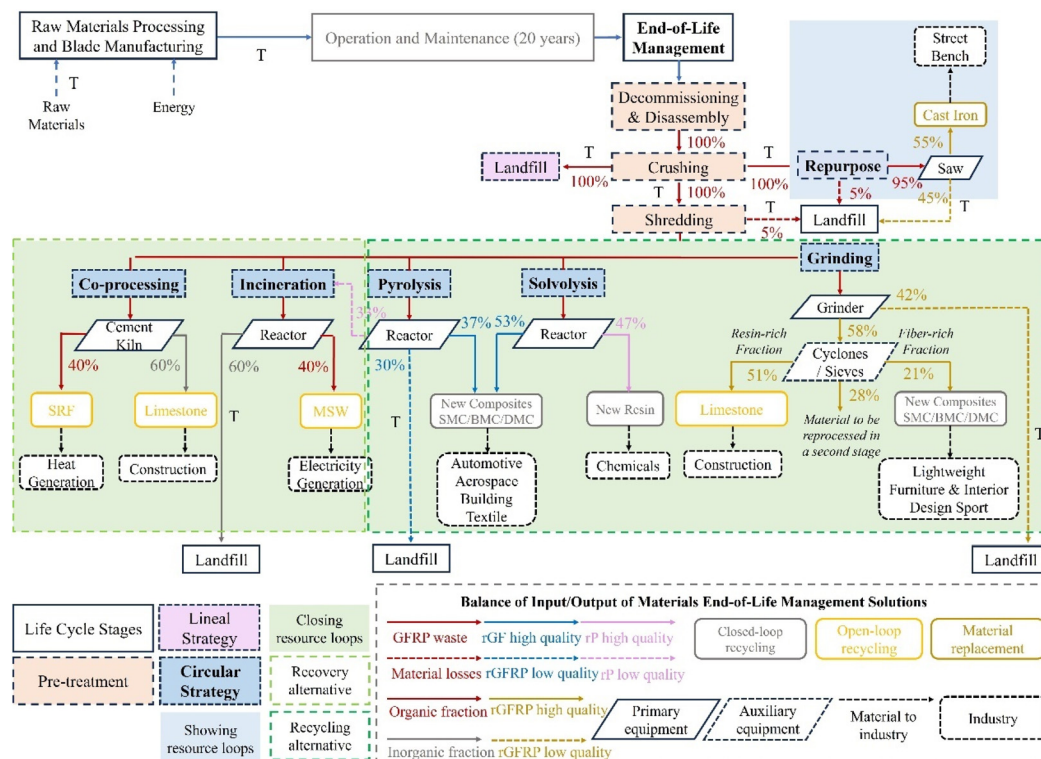 Raw Materials Processing
and Blade Manufacturing
T
Operation and Maintenance (20 years)
End-of-Life
Management
Street
Bench
T
Raw
Materials
Energy
Decommissioning
& Disassembly
Cast Iron
100%
55%
Landfill
T
100%
Crushing
T
100%
Repurpose
95%
Saw
T
100%
5%
45%
T
T
Shredding
5%
Landfill
Grinding
Co-processing
Incineration
Pyrolysis
Solvolysis
Grinder
42%
Cement
Kiln
Reactor
Reactor
37%
53%
Reactor
47%
58%
Resin-rich
Fraction
Fiber-rich
Fraction
Cyclones
/ Sieves
40%
60%
60%
40%
30%
51%
21%
28%
SRF
Limestone
T
MSW
T
New Composites
SMC/BMC/DMC
New Resin
Limestone
Material to be
reprocessed in
a second stage
New Composites
SMC/BMC/DMC
T
Heat
Generation
Construction
Electricity
Generation
Automotive
Aerospace
Building
Textile
Chemicals
Construction
Lightweight
Furniture & Interior
Design Sport
Landfill
Landfill
Landfill
Life Cycle Stages
Lineal
Strategy
Closing
resource loops
Pre-treatment
Circular
Strategy
Recovery
alternative
Showing
resource loops
Recycling
alternative
Balance of Input/Output of Materials End-of-Life Management Solutions
GFRP waste
rGF high quality
rP high quality
Closed-loop
recycling
Open-loop
recycling
Material
replacement
Material losses
rGFRP low quality
rP low quality
Organic fraction
rGFRP high quality
Primary
equipment
Auxiliary
equipment
Material to
industry
Industry
Inorganic fraction
rGFRP low quality